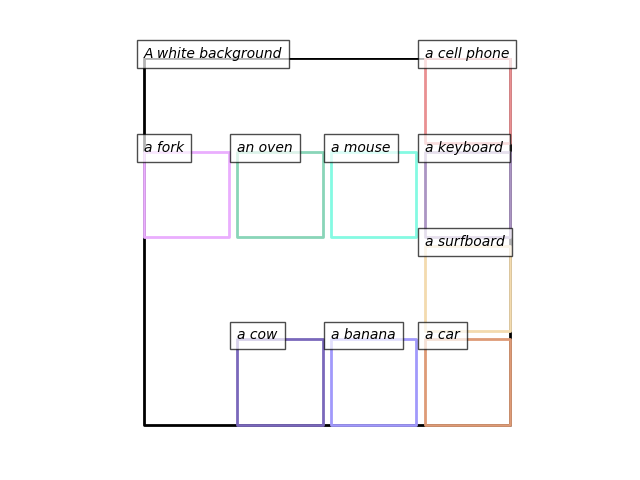 A white background
a cell phone
a fork
an oven
a mouse
a keyboard
a surfboard
a cow
a banana
a car